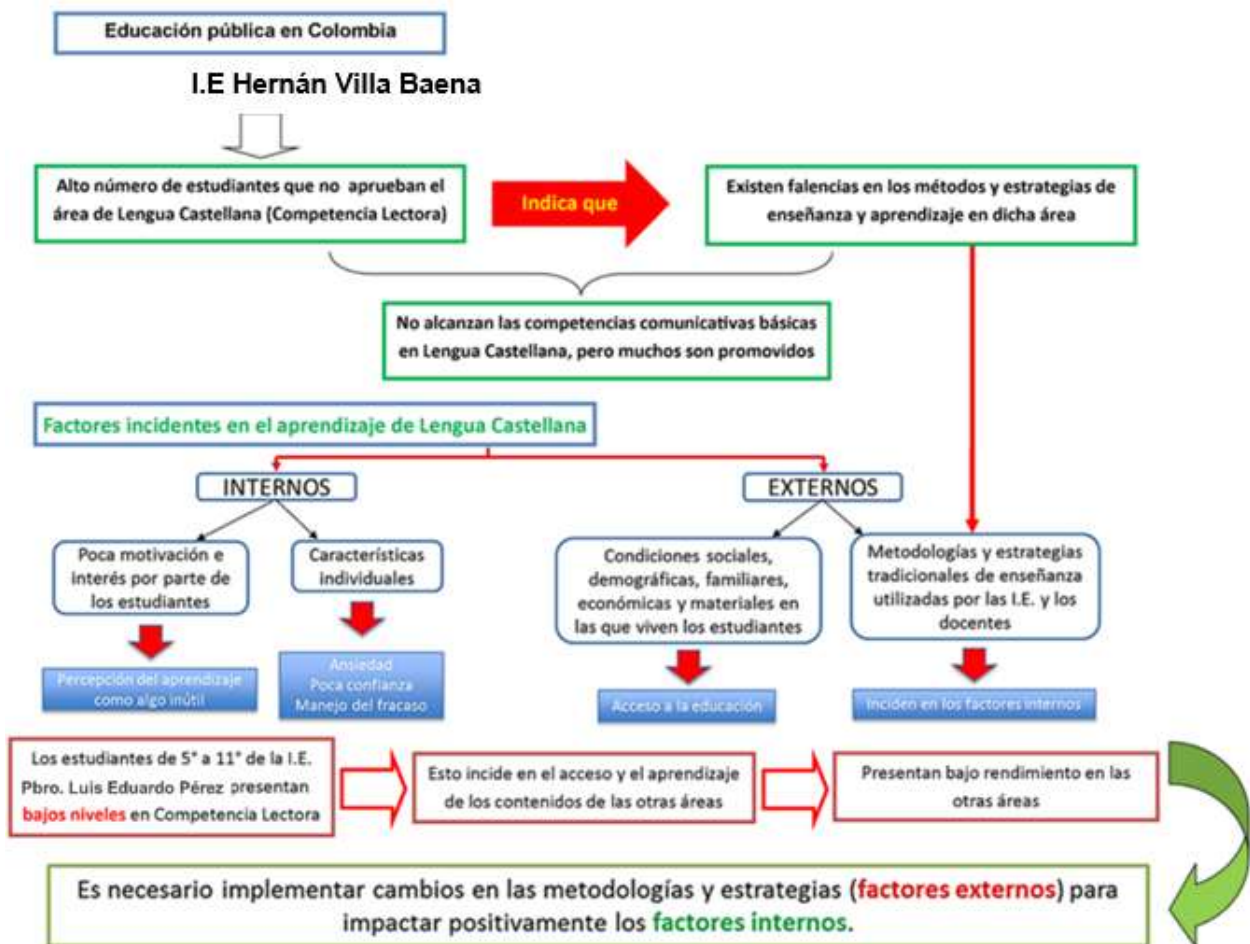 Educación pública en Colombia
I.E Hernán Villa Baena
Alto número de estudiantes que no aprueban el
área de Lengua Castellana (Competencia Lectora)
Indica que
Existen falencias en los métodos y estrategias de
enseñanza y aprendizaje en dicha área
No alcanzan las competencias comunicativas básicas
en Lengua Castellana, pero muchos son promovidos
Factores incidentes en el aprendizaje de Lengua Castellana
INTERNOS
EXTERNOS
Poca motivación e
interés por parte de
los estudiantes
Características
individuales
Condiciones sociales,
demográficas, familiares,
económicas y materiales en
las que viven los estudiantes
Metodologías y estrategias
tradicionales de enseñanza
utilizadas por las I.E. y los
docentes
Percepción del aprendizaje
como algo inútil
Ansiedad
Poca confianza
Manejo del fracaso
Acceso a la educación
Inciden en los factores internos
Los estudiantes de 5° a 11° de la I.E.
Pbro. Luis Eduardo Pérez presentan
bajos niveles en Competencia Lectora
Esto incide en el acceso y el aprendizaje
de los contenidos de las otras áreas
Presentan bajo rendimiento en las
otras áreas
Es necesario implementar cambios en las metodologías y estrategias (factores externos) para
impactar positivamente los factores internos.